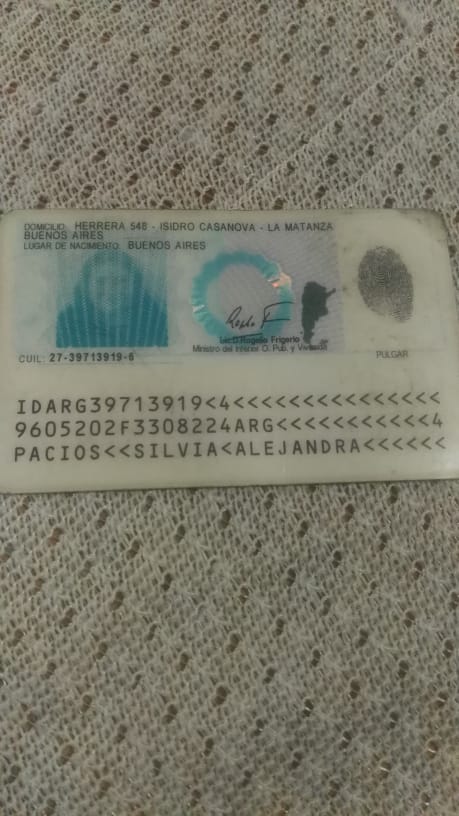 DOMICILIO: HERRERA 548 - ISIDRO CASANOVA - LA MATANZA
BUENOS AIRES
LUGAR DE NACIMIENTO: BUENOS AIRES
Lic.D.Rogelio Frigerio
Ministro del Interior O. Pub. y Vivienda
PULGAR
CUIL: 27-39713919-6
IDARG39713919<4<<<<<<<<<<<<<<<
9605202F3308224ARG<<<<<<<<<<<4
PACIOS<<SILVIA<ALEJANDRA<<<<<<